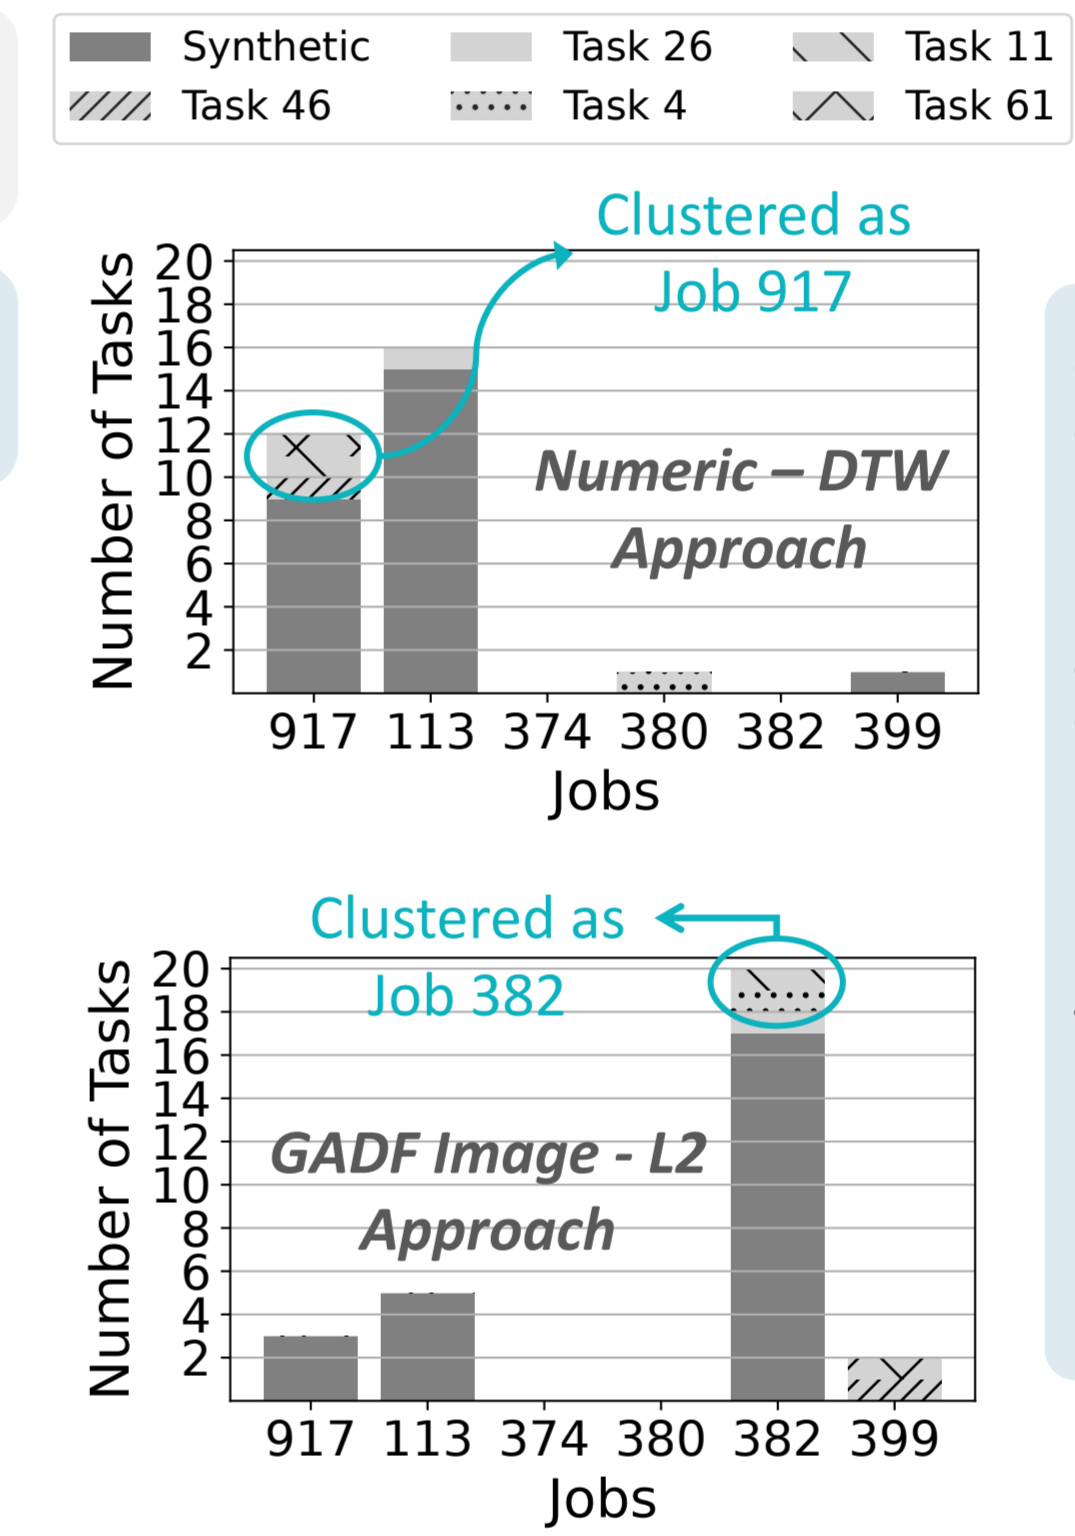 Synthetic Task 26 Task 11
Task 46 Task 4 Task 61
Clustered as
Job 917
Number of Tasks
20
18
16
14
12
10
8
6
4
2
Numeric – DTW
Approach
917 113 374 380 382 399
Jobs
Clustered as
Job 382
Number of Tasks
20
18
16
14
12
10
8
6
4
2
GADF Image - L2
Approach
917 113 374 380 382 399
Jobs